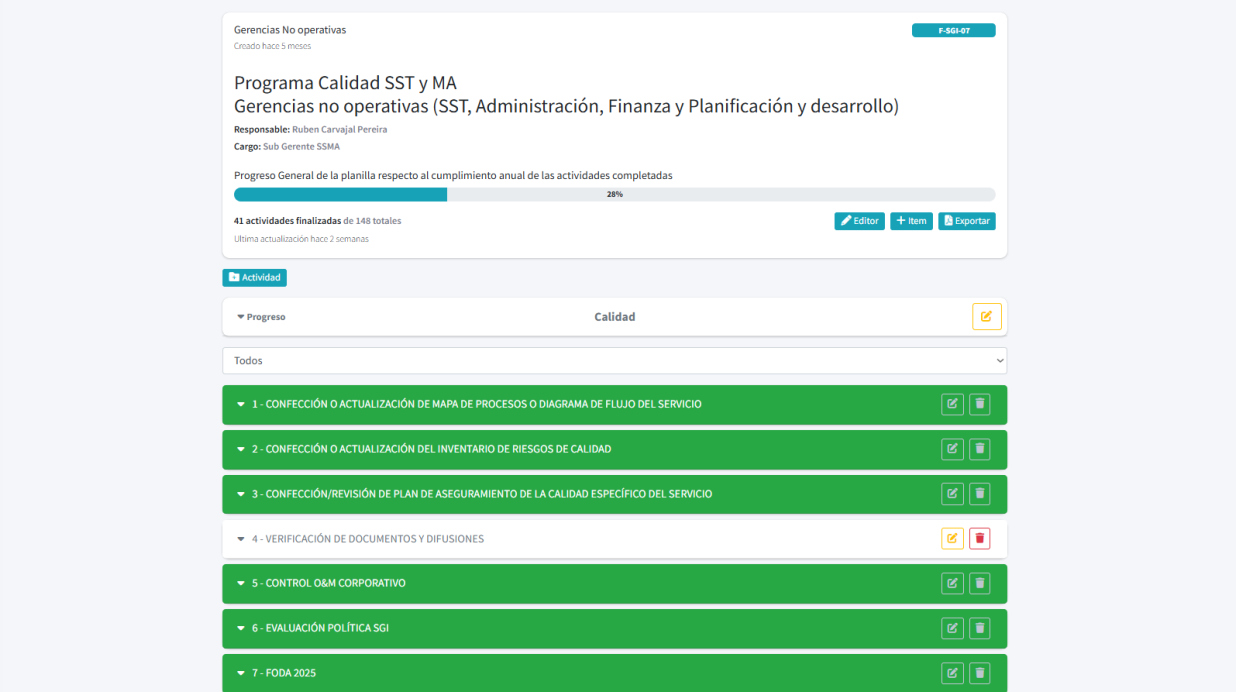 Gerencias No operativas
F-SGI-07
Creado hace 5 meses
Programa Calidad SST y MA
Gerencias no operativas (SST, Administración, Finanza y Planificación y desarrollo)
Responsable: Ruben Carvajal Pereira
Cargo: Sub Gerente SSMA
Progreso General de la planilla respecto al cumplimiento anual de las actividades completadas
28%
41 actividades finalizadas de 148 totales
Editor
Item
Exportar
Ultima actualización hace 2 semanas
Actividad
Progreso
Calidad
Todos
1 - CONFECCIÓN O ACTUALIZACIÓN DE MAPA DE PROCESOS O DIAGRAMA DE FLUJO DEL SERVICIO
2 - CONFECCIÓN O ACTUALIZACIÓN DEL INVENTARIO DE RIESGOS DE CALIDAD
3 - CONFECCIÓN/REVISIÓN DE PLAN DE ASEGURAMIENTO DE LA CALIDAD ESPECÍFICO DEL SERVICIO
4 - VERIFICACIÓN DE DOCUMENTOS Y DIFUSIONES
5 - CONTROL O&M CORPORATIVO
6 - EVALUACIÓN POLÍTICA SGI
7 - FODA 2025